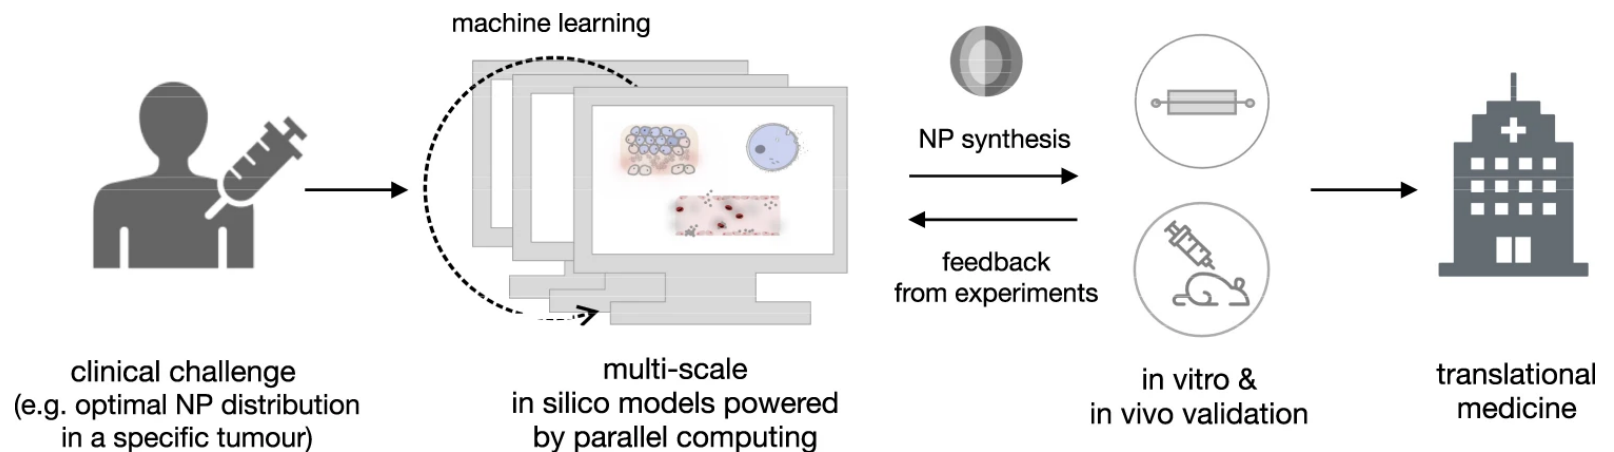 machine learning
NP synthesis
feedback
from experiments
clinical challenge
(e.g. optimal NP distribution
in a specific tumour)
multi-scale
in silico models powered
by parallel computing
in vitro &
in vivo validation
translational
medicine